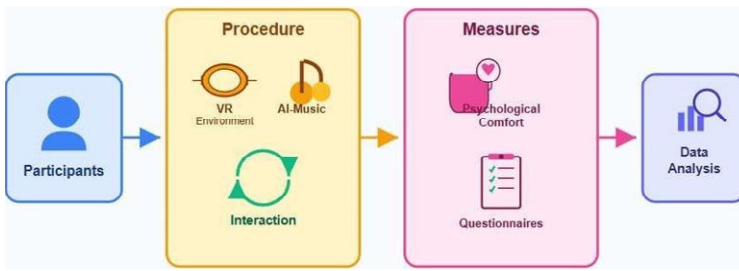 Participants
Procedure
VR
Environment
AI-Music
Interaction
Measures
Psychological
Comfort
Questionnaires
Data
Analysis